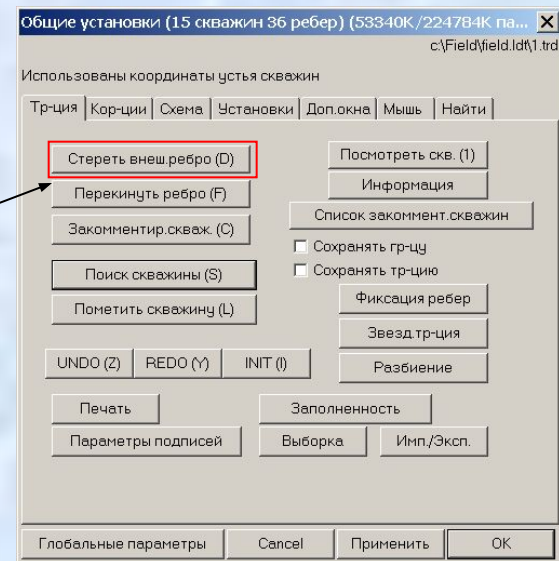 Общие установки (15 скважин 36 ребер) (53340K/224784K па...
c:\Field\field.ldt\1.trd
Использованы координаты устья скважин
Тр-ция Кор-ции Схема Установки Доп.окна Мышь Найти
Стереть внеш.ребро (D) Посмотреть скв. (1)
Перекинуть ребро (F) Информация
Закомментир.скваж. (C) Список закоммент.скважин
Сохранять гр-цу
Поиск скважины (S) Сохранять тр-цию
Пометить скважину (L) Фиксация ребер
Звезд.тр-ция
UNDO (Z) REDO (Y) INIT (I) Разбиение
Печать Заполненность
Параметры подписей Выборка Имп./Эксп.
Глобальные параметры Cancel Применить OK